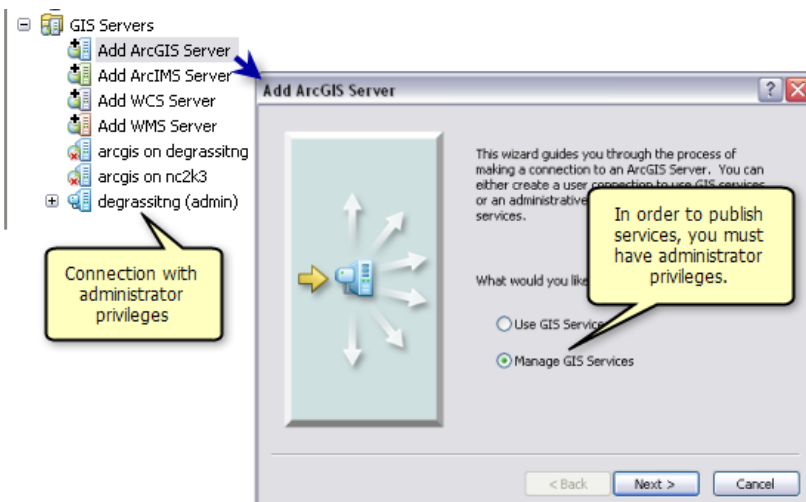 GIS Servers
Add ArcGIS Server
Add ArcIMS Server
Add WCS Server
Add WMS Server
arcgis on degrassitng
arcgis on nc2k3
degrassitng (admin)
Connection with
administrator
privileges
Add ArcGIS Server
This wizard guides you through the process of
making a connection to an ArcGIS Server. You can
either create a user connection to use GIS services
or an administrative
services.
In order to publish
services, you must
have administrator
privileges.
What would you like
Use GIS Service
Manage GIS Services
< Back
Next >
Cancel